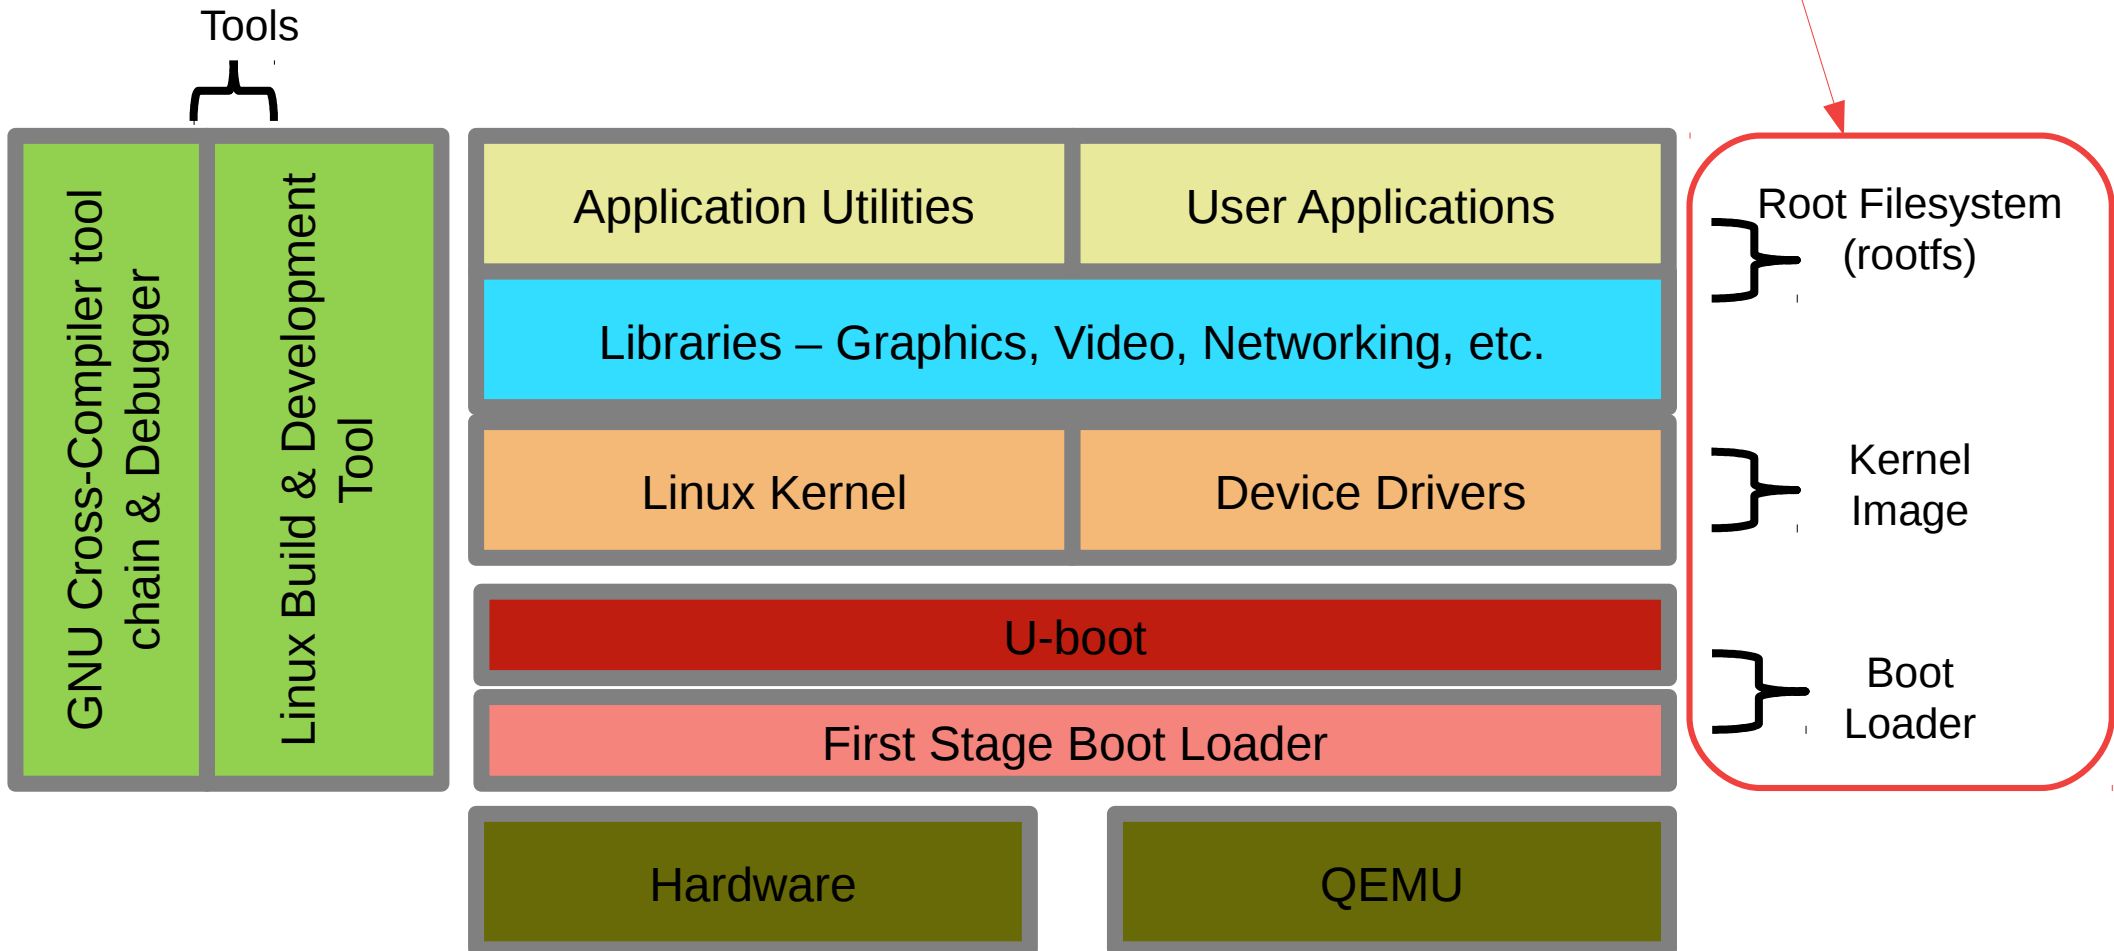 Tools
GNU Cross-Compiler tool
chain & Debugger
Linux Build & Development
Tool
Application Utilities
User Applications
Libraries – Graphics, Video, Networking, etc.
Linux Kernel
Device Drivers
U-boot
First Stage Boot Loader
Hardware
QEMU
Root Filesystem
(rootfs)
Kernel
Image
Boot
Loader